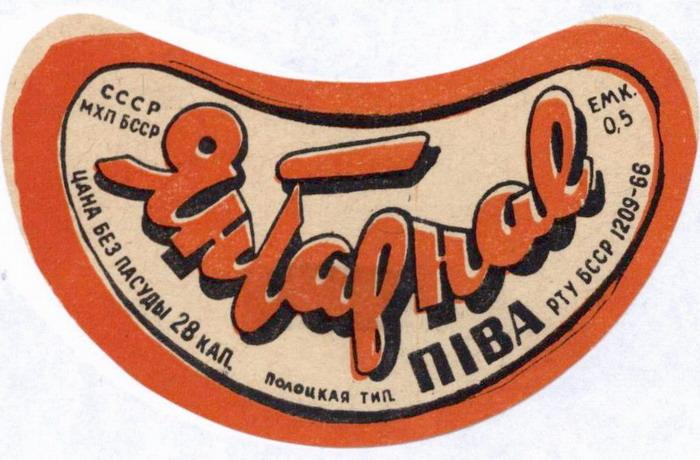 СССР
МХП БССР
ЕМК.
0,5
Янтарнае
ПІВА
ЦАНА БЕЗ ПАСУДЫ 28 КАП.
ПОЛОЦКАЯ ТИП.
РТУ БССР 1209-66